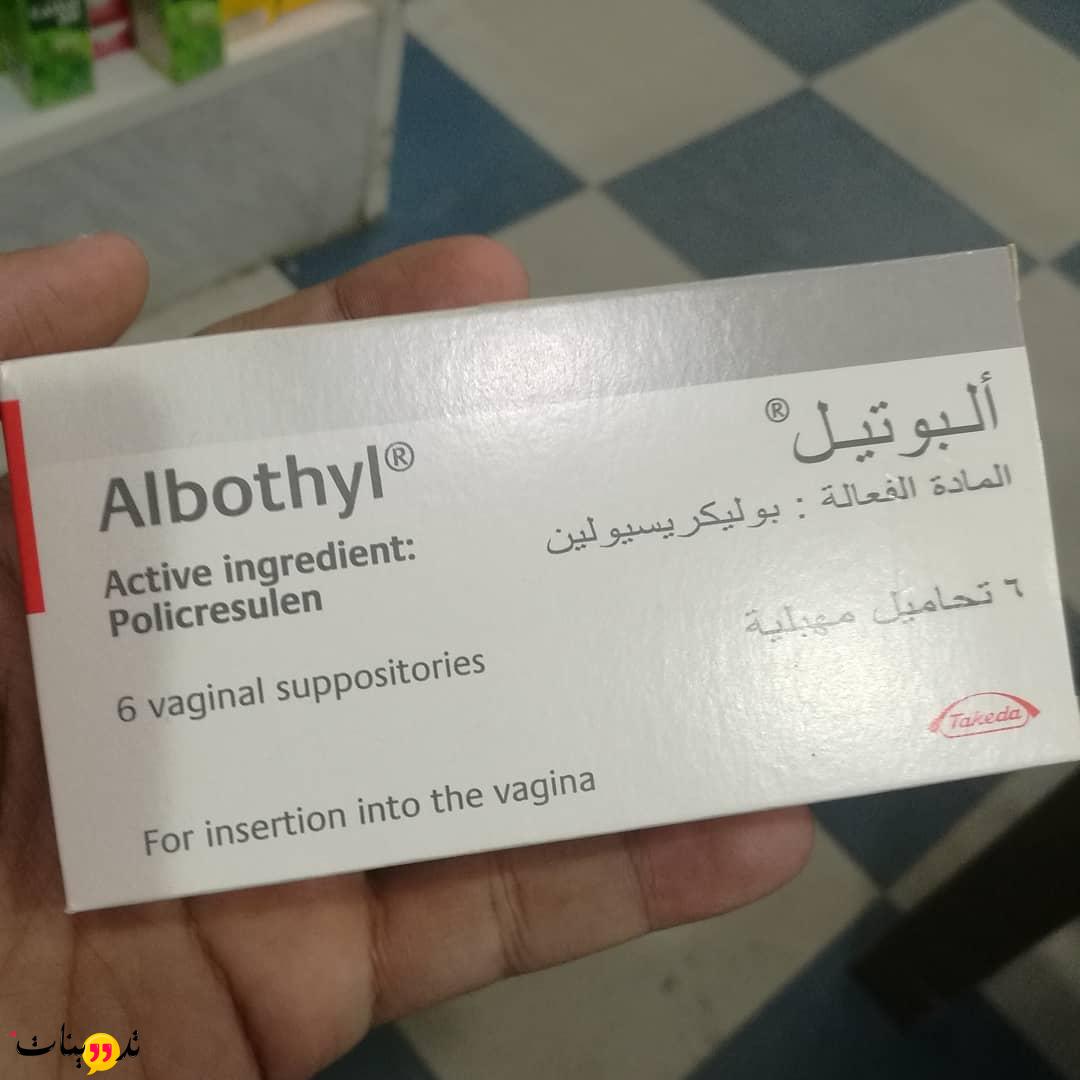 Albothyl®
Active ingredient:
Policresulen
6 vaginal suppositories
For insertion into the vagina
ألبوتيل®
المادة الفعالة : بوليكريسيولين
٦ تحاميل مهبلية
Takeda
تدوينات